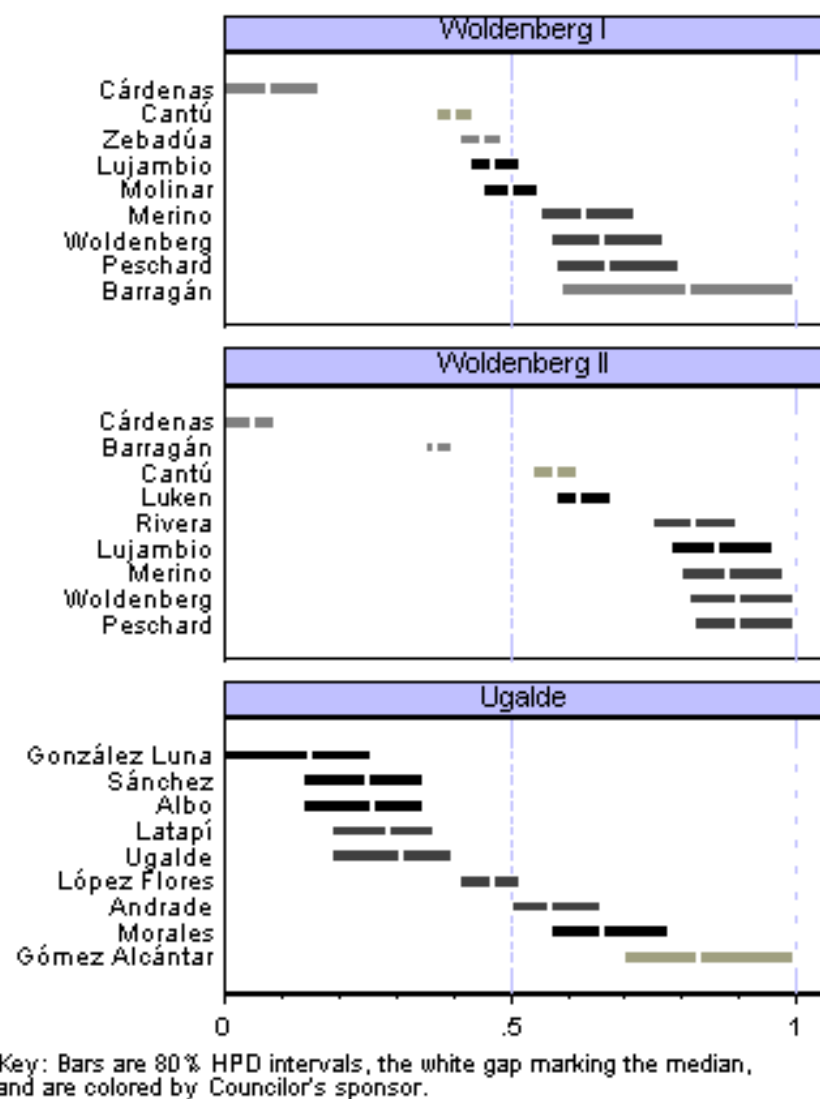 Woldenberg I
Cárdenas
Cantú
Zebadúa
Lujambio
Molinar
Merino
Woldenberg
Peschard
Barragán
Woldenberg II
Cárdenas
Barragán
Cantú
Luken
Rivera
Lujambio
Merino
Woldenberg
Peschard
Ugalde
González Luna
Sánchez
Albo
Latapí
Ugalde
López Flores
Andrade
Morales
Gómez Alcántar
0 .5 1
Key: Bars are 80% HPD intervals, the white gap marking the median,
and are colored by Councilor's sponsor.